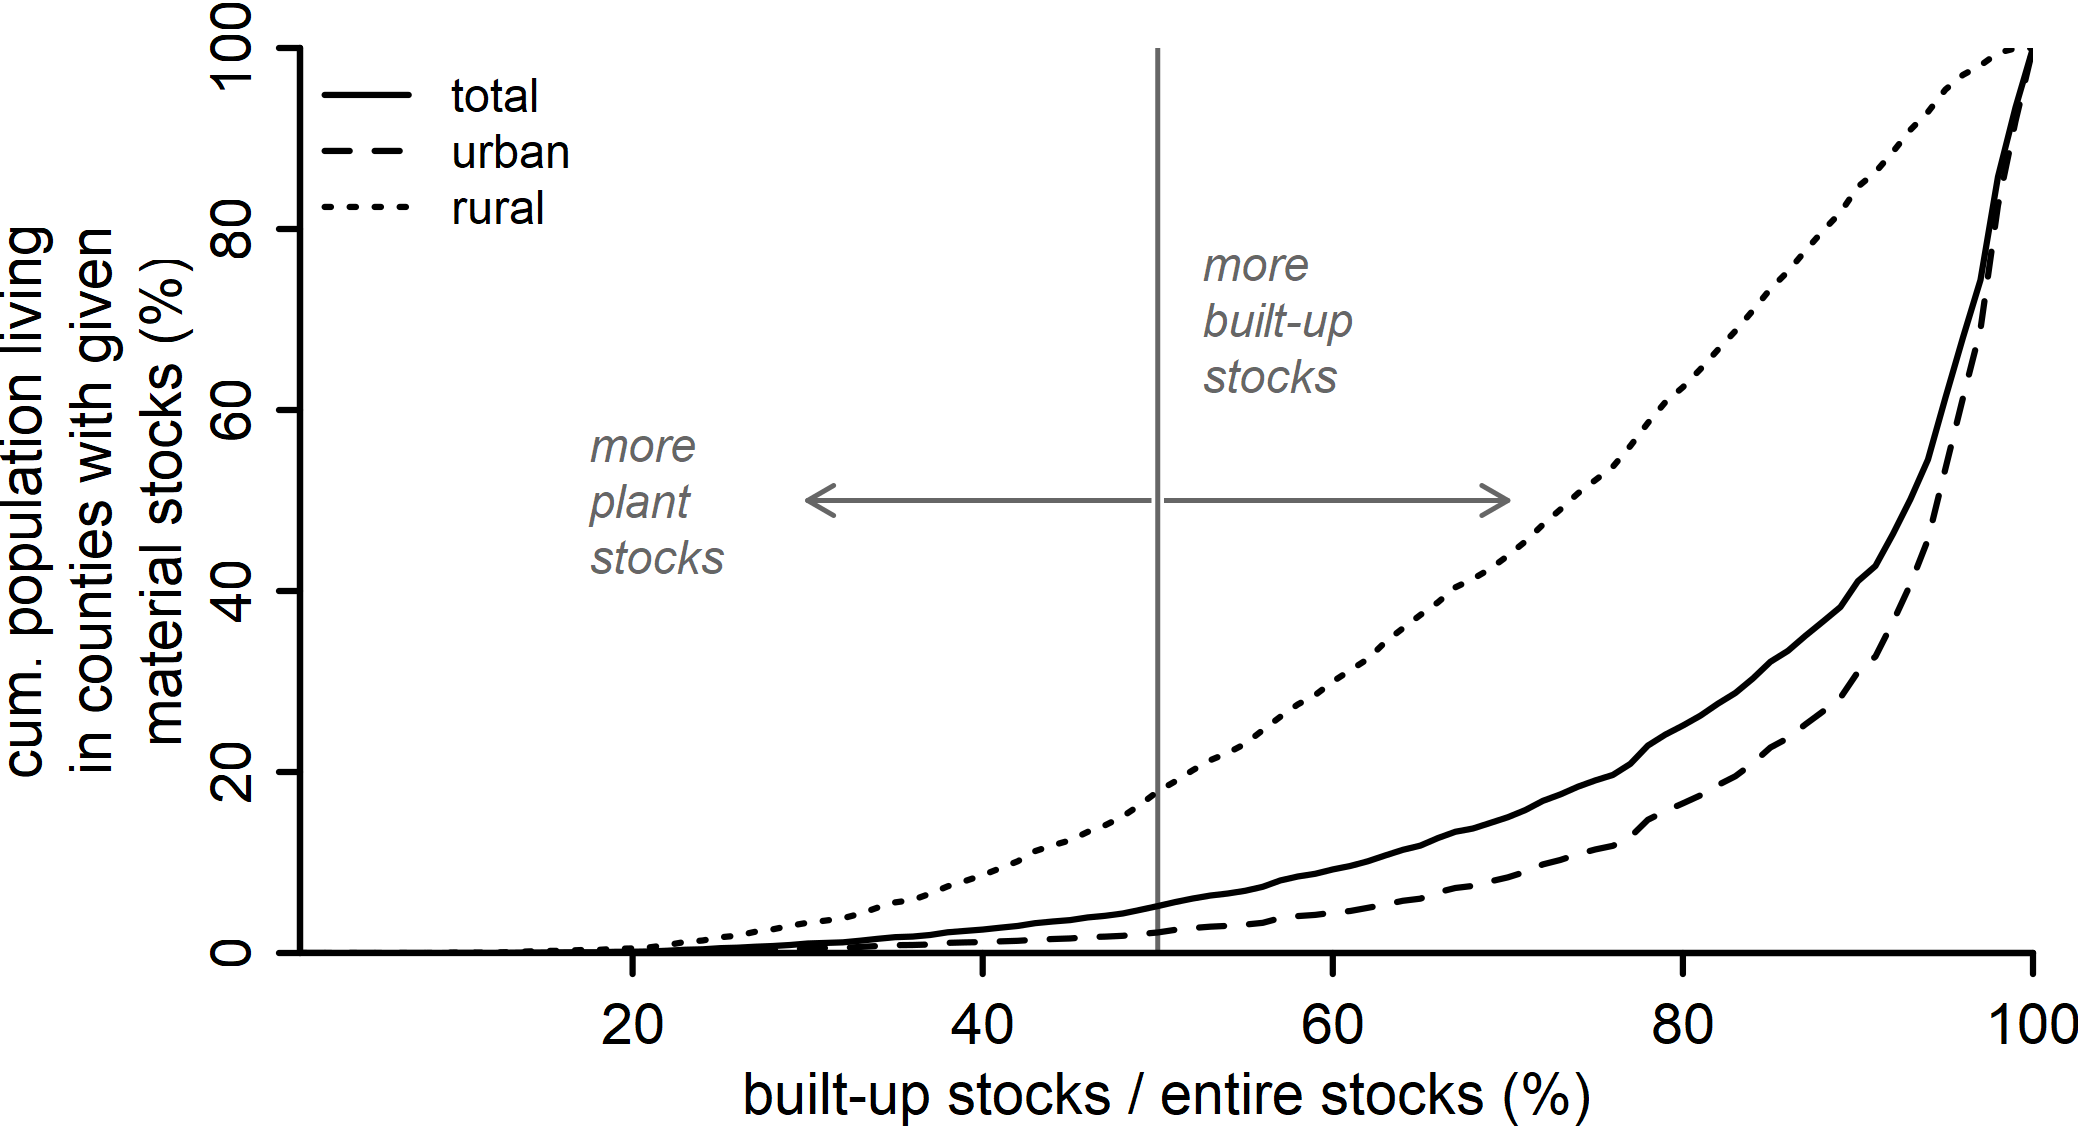 cum. population living
in counties with given
material stocks (%)
100
80
60
40
20
0
total
urban
rural
more
built-up
stocks
more
plant
stocks
20
40
60
80
100
built-up stocks / entire stocks (%)